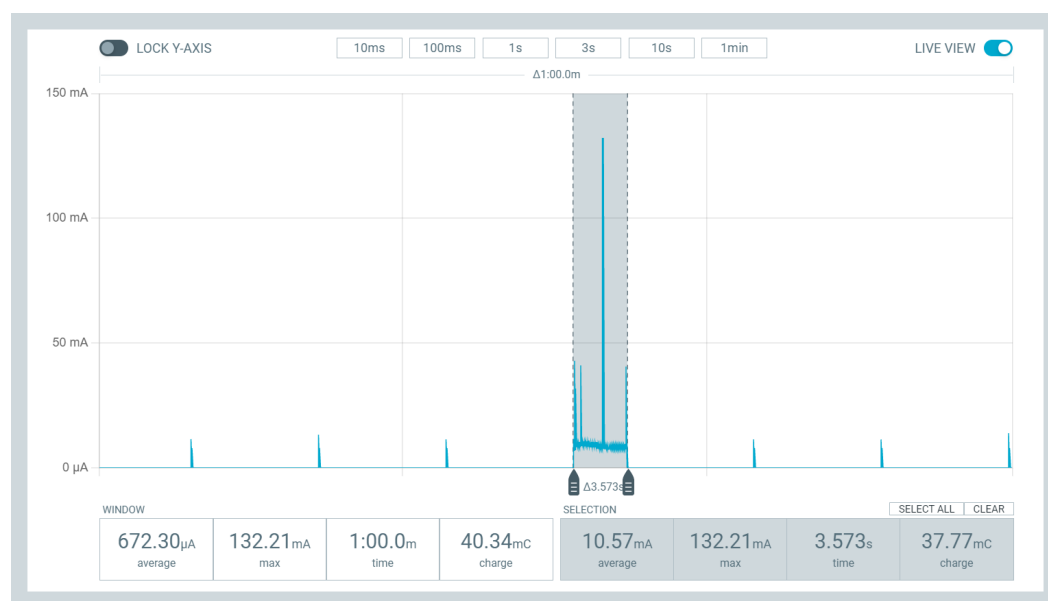 LOCK Y-AXIS 10ms 100ms 1s 3s 10s 1min LIVE VIEW
Δ1:00.0m
150 mA
100 mA
50 mA
0 µA
Δ3.573s
WINDOW SELECTION SELECT ALL CLEAR
672.30µA 132.21mA 1:00.0m 40.34mC 10.57mA 132.21mA 3.573s 37.77mC
average max time charge average max time charge